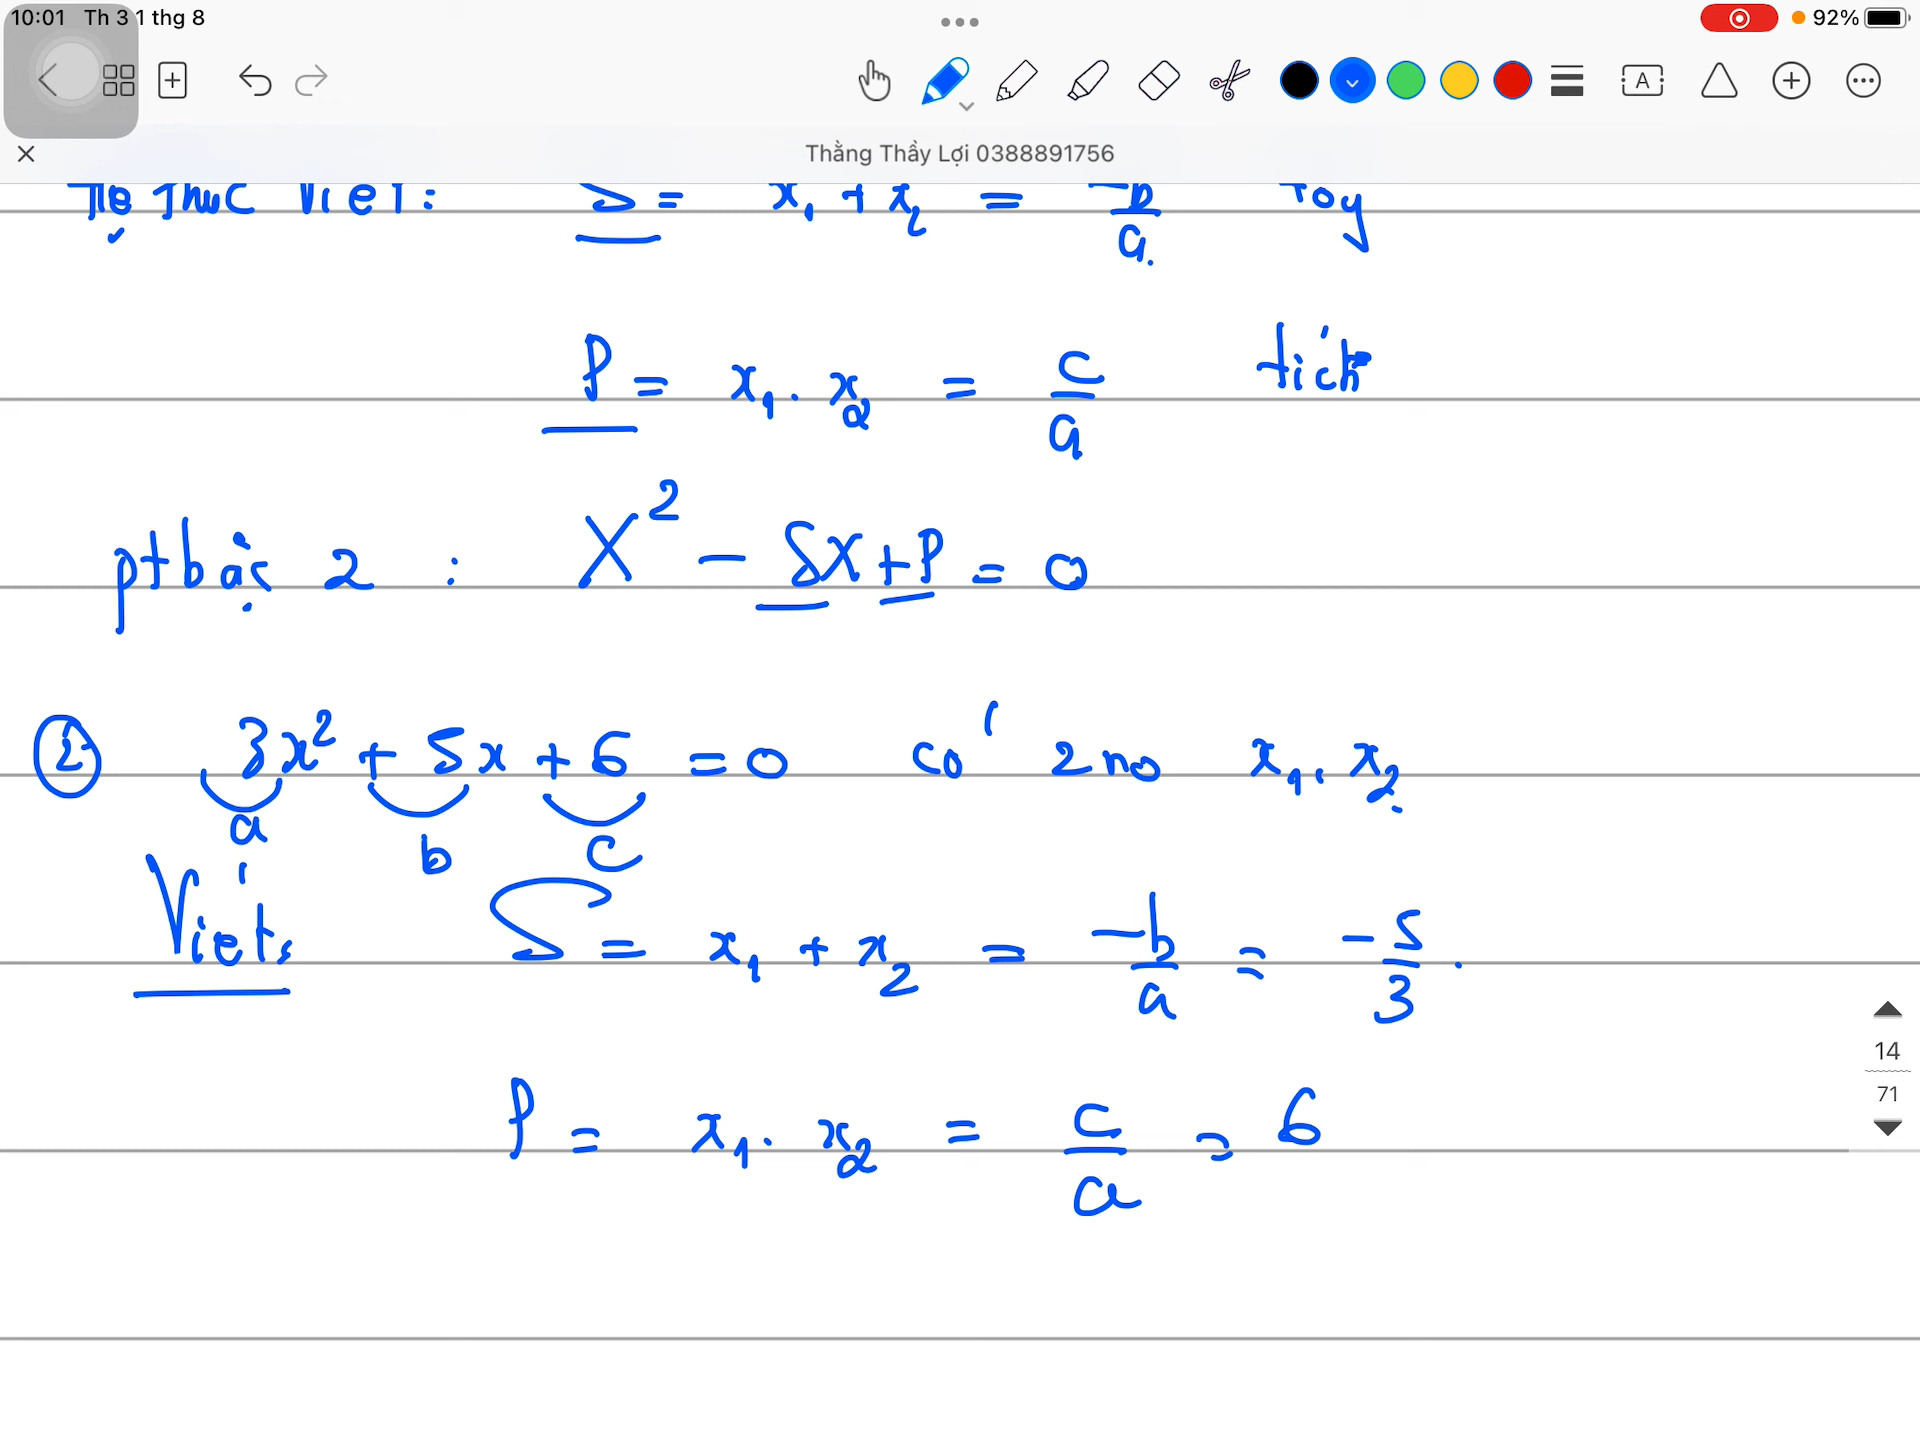 10:01 Th 3 1 thg 8 92%
A
Thằng Thầy Lợi 0388891756
Hệ Thức Viet: S = x₁ + x₂ = -b/a
P = x₁ . x₂ = c/a tích
pt bậc 2 : X² - SX + P = 0
② 3x² + 5x + 6 = 0 có 2 no x₁, x₂
a b c
Viét: S = x₁ + x₂ = -b/a = -5/3.
14
71
P = x₁ . x₂ = c/a = 6